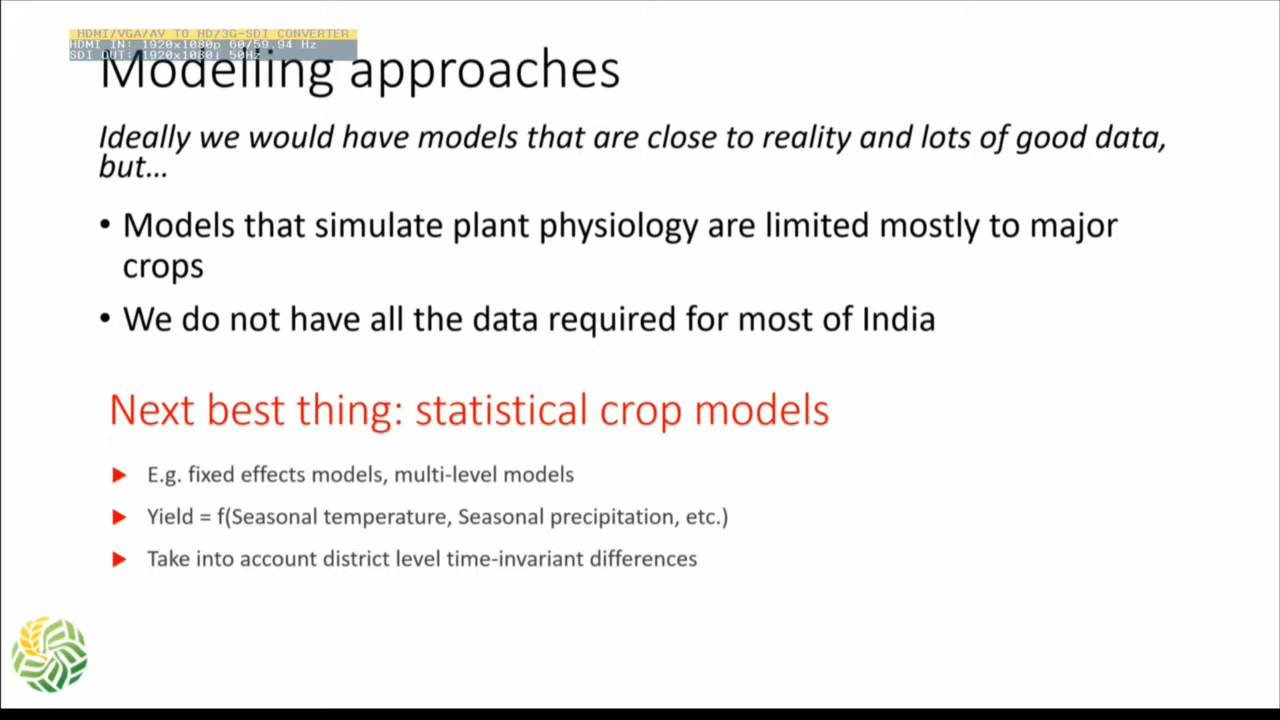 HDMI/VGA/AV TO HD/3G-SDI CONVERTER
HDMI IN: 1920x1080p 60/59.94 Hz
SDI OUT: 1920x1080i 50Hz
Modelling approaches
Ideally we would have models that are close to reality and lots of good data,
but...
• Models that simulate plant physiology are limited mostly to major
crops
• We do not have all the data required for most of India
Next best thing: statistical crop models
▶ E.g. fixed effects models, multi-level models
▶ Yield = f(Seasonal temperature, Seasonal precipitation, etc.)
▶ Take into account district level time-invariant differences